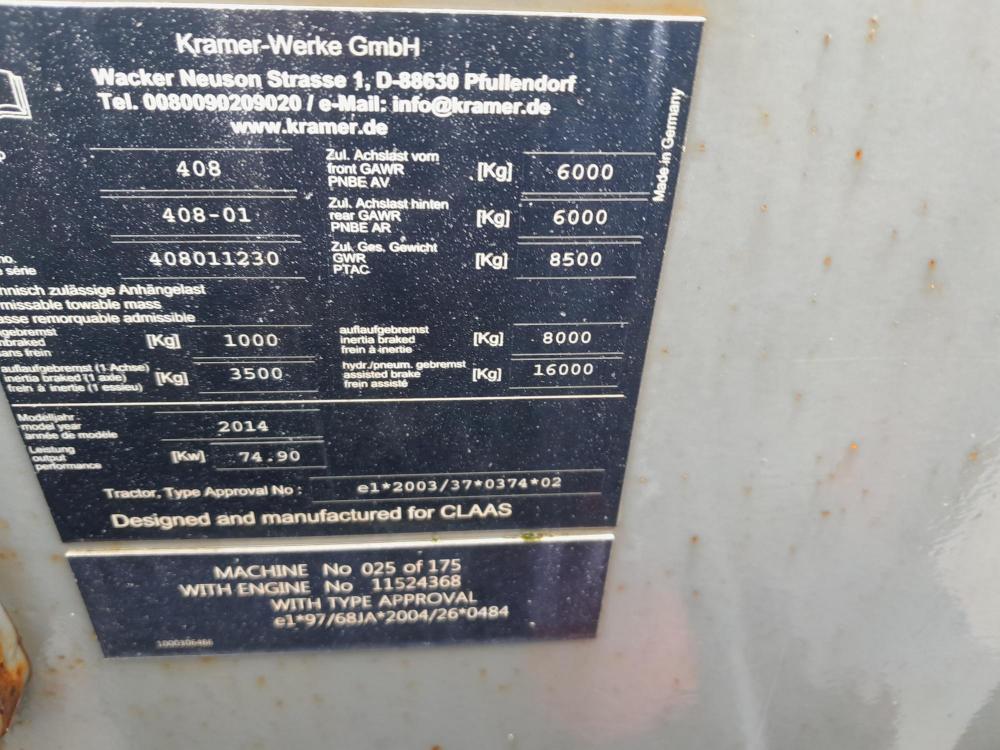 Kramer-Werke GmbH
Wacker Neuson Strasse 1, D-88630 Pfullendorf
Tel. 0080090209020 / e-Mail: info@kramer.de
www.kramer.de
Made in Germany
408
Zul. Achslast vorn
front GAWR
PNBE AV
[Kg]
6000
408-01
Zul. Achslast hinten
rear GAWR
PNBE AR
[Kg]
6000
no.
série
408011230
Zul. Ges. Gewicht
GWR
PTAC
[Kg]
8500
zulässige Anhängelast
towable mass
remorquable admissible
[Kg]
1000
auflaufgebremst
inertia braked
frein à inertie
[Kg]
8000
frein
auflaufgebremst (1 Achse)
inertia braked (1 axle)
frein à inertie (1 essieu)
[Kg]
3500
hydr./pneum. gebremst
assisted brake
frein assisté
[Kg]
16000
Modelljahr
model year
année de modèle
2014
Leistung
output
performance
[Kw]
74.90
Tractor, Type Approval No :
e1*2003/37*0374*02
Designed and manufactured for CLAAS
MACHINE No 025 of 175
WITH ENGINE No 11524368
WITH TYPE APPROVAL
e1*97/68JA*2004/26*0484
1000306466